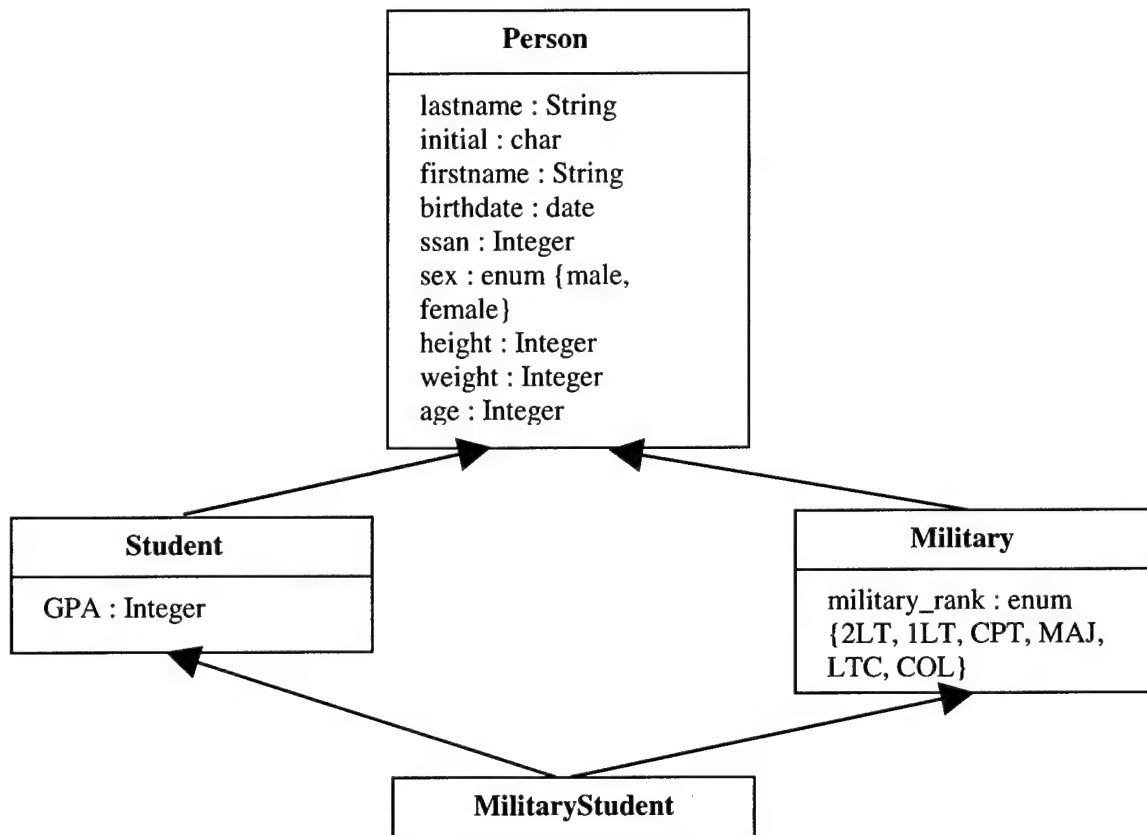 Person
lastname : String
initial : char
firstname : String
birthdate : date
ssan : Integer
sex : enum {male,
female}
height : Integer
weight : Integer
age : Integer
Student
GPA : Integer
Military
military_rank : enum
{2LT, 1LT, CPT, MAJ,
LTC, COL}
MilitaryStudent